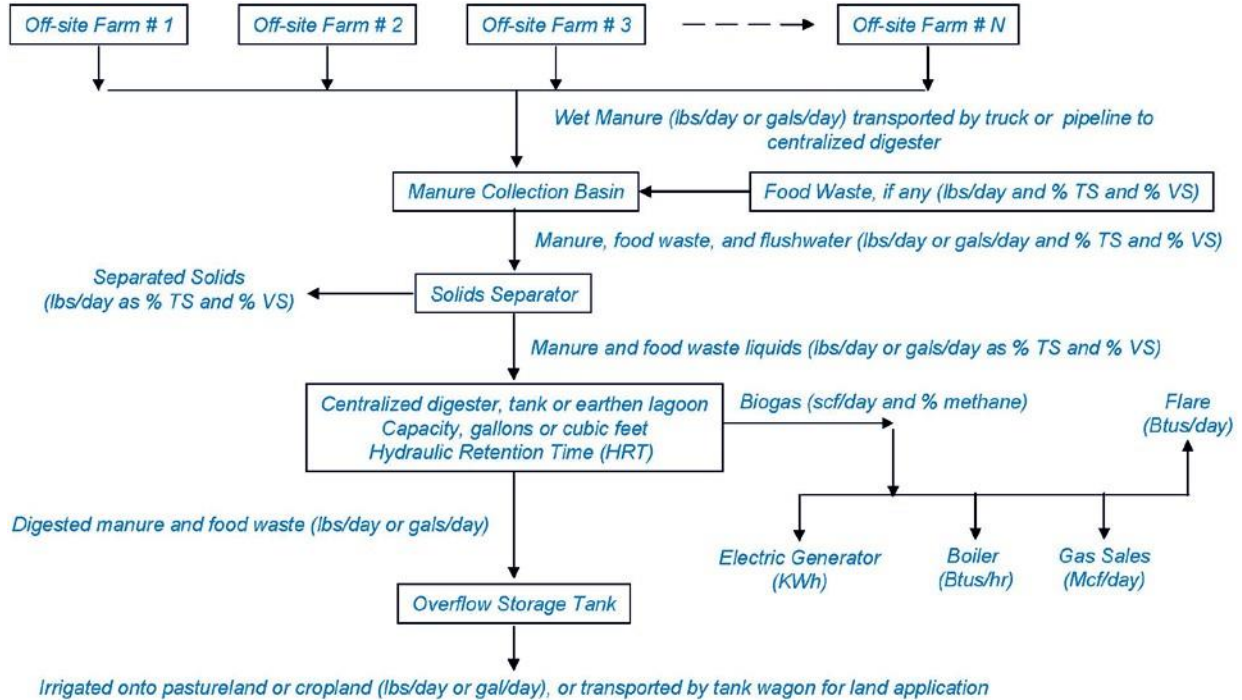 Off-site Farm # 1
Off-site Farm # 2
Off-site Farm # 3
Off-site Farm # N
Wet Manure (lbs/day or gals/day) transported by truck or pipeline to
centralized digester
Manure Collection Basin
Food Waste, if any (lbs/day and % TS and % VS)
Manure, food waste, and flushwater (lbs/day or gals/day and % TS and % VS)
Separated Solids
(lbs/day as % TS and % VS)
Solids Separator
Manure and food waste liquids (lbs/day or gals/day as % TS and % VS)
Centralized digester, tank or earthen lagoon
Capacity, gallons or cubic feet
Hydraulic Retention Time (HRT)
Biogas (scf/day and % methane)
Flare
(Btus/day)
Digested manure and food waste (lbs/day or gals/day)
Electric Generator
(KWh)
Boiler
(Btus/hr)
Gas Sales
(Mcf/day)
Overflow Storage Tank
Irrigated onto pastureland or cropland (lbs/day or gal/day), or transported by tank wagon for land application